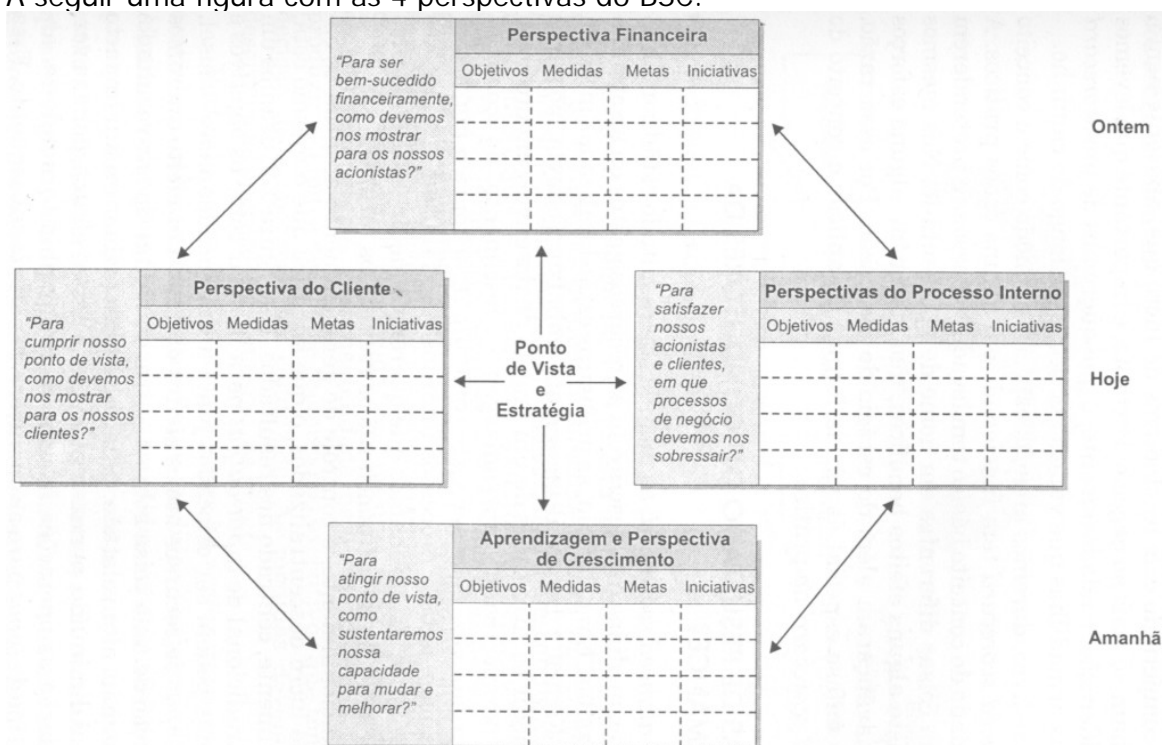 A seguir uma figura com as 4 perspectivas do BSC:
Perspectiva Financeira
"Para ser
bem-sucedido
financeiramente,
como devemos
nos mostrar
para os nossos
acionistas?"
Objetivos Medidas Metas Iniciativas
Ontem
Perspectiva do Cliente
"Para
cumprir nosso
ponto de vista,
como devemos
nos mostrar
para os nossos
clientes?"
Objetivos Medidas Metas Iniciativas
Ponto
de Vista
e
Estratégia
"Para
satisfazer
nossos
acionistas
e clientes,
em que
processos
de negócio
devemos nos
sobressair?"
Perspectivas do Processo Interno
Objetivos Medidas Metas Iniciativas
Hoje
Aprendizagem e Perspectiva
de Crescimento
"Para
atingir nosso
ponto de vista,
como
sustentaremos
nossa
capacidade
para mudar e
melhorar?"
Objetivos Medidas Metas Iniciativas
Amanhã